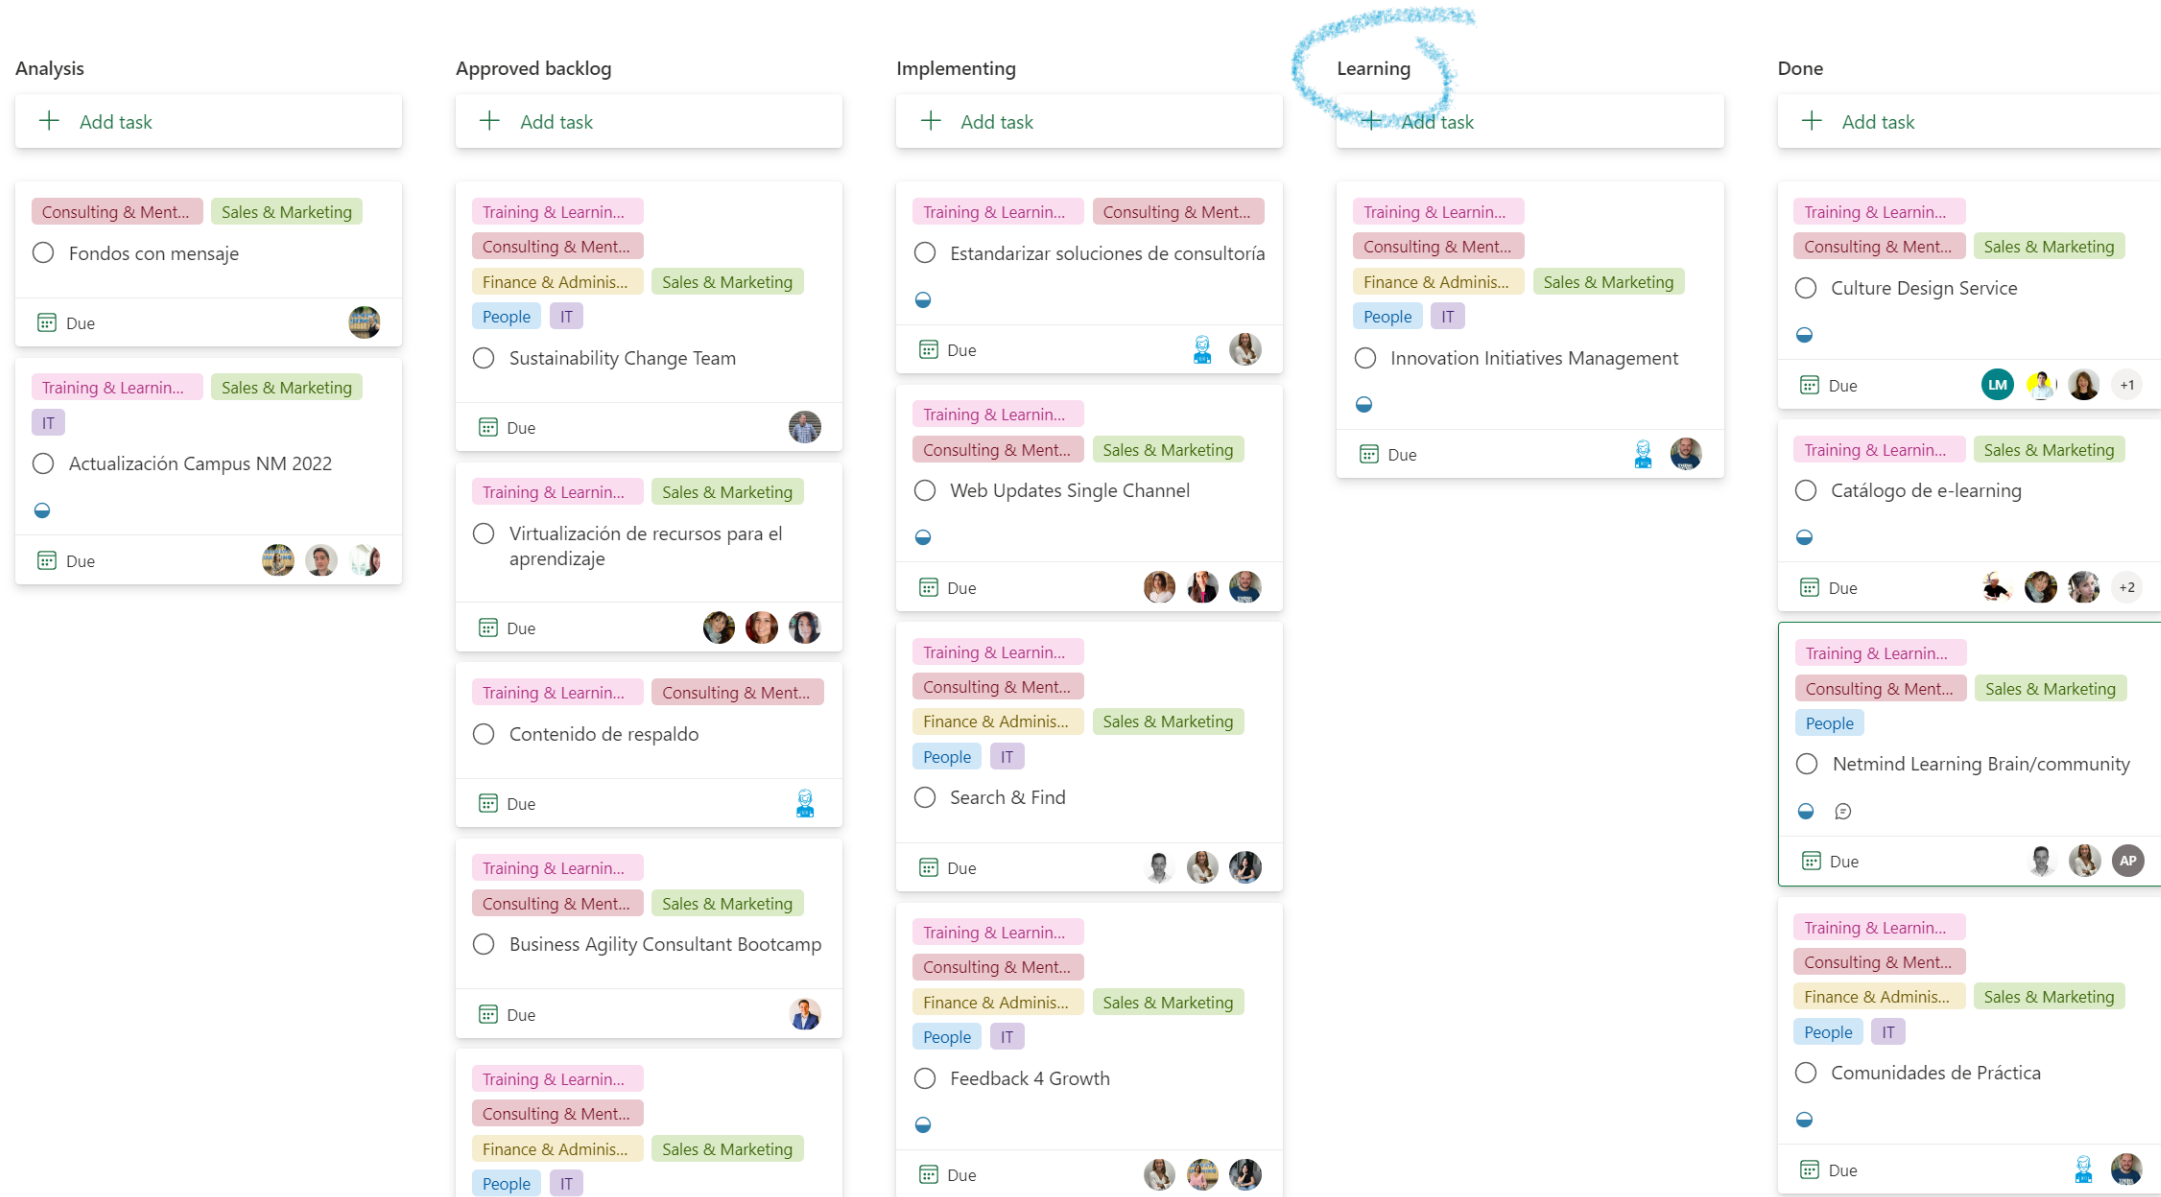 Analysis
Add task
Consulting & Ment... Sales & Marketing
Fondos con mensaje
Due
Training & Learnin... Sales & Marketing
IT
Actualización Campus NM 2022
Due
Approved backlog
Add task
Training & Learnin...
Consulting & Ment...
Finance & Adminis... Sales & Marketing
People IT
Sustainability Change Team
Due
Training & Learnin... Sales & Marketing
Virtualización de recursos para el
aprendizaje
Due
Training & Learnin... Consulting & Ment...
Contenido de respaldo
Due
Training & Learnin...
Consulting & Ment... Sales & Marketing
Business Agility Consultant Bootcamp
Due
Training & Learnin...
Consulting & Ment...
Finance & Adminis... Sales & Marketing
People IT
Implementing
Add task
Training & Learnin... Consulting & Ment...
Estandarizar soluciones de consultoría
Due
Training & Learnin...
Consulting & Ment... Sales & Marketing
Web Updates Single Channel
Due
Training & Learnin...
Consulting & Ment...
Finance & Adminis... Sales & Marketing
People IT
Search & Find
Due
Training & Learnin...
Consulting & Ment...
Finance & Adminis... Sales & Marketing
People IT
Feedback 4 Growth
Due
Learning
Add task
Training & Learnin...
Consulting & Ment...
Finance & Adminis... Sales & Marketing
People IT
Innovation Initiatives Management
Due
Done
Add task
Training & Learnin...
Consulting & Ment... Sales & Marketing
Culture Design Service
Due LM +1
Training & Learnin... Sales & Marketing
Catálogo de e-learning
Due +2
Training & Learnin...
Consulting & Ment... Sales & Marketing
People
Netmind Learning Brain/community
Due AP
Training & Learnin...
Consulting & Ment...
Finance & Adminis... Sales & Marketing
People IT
Comunidades de Práctica
Due